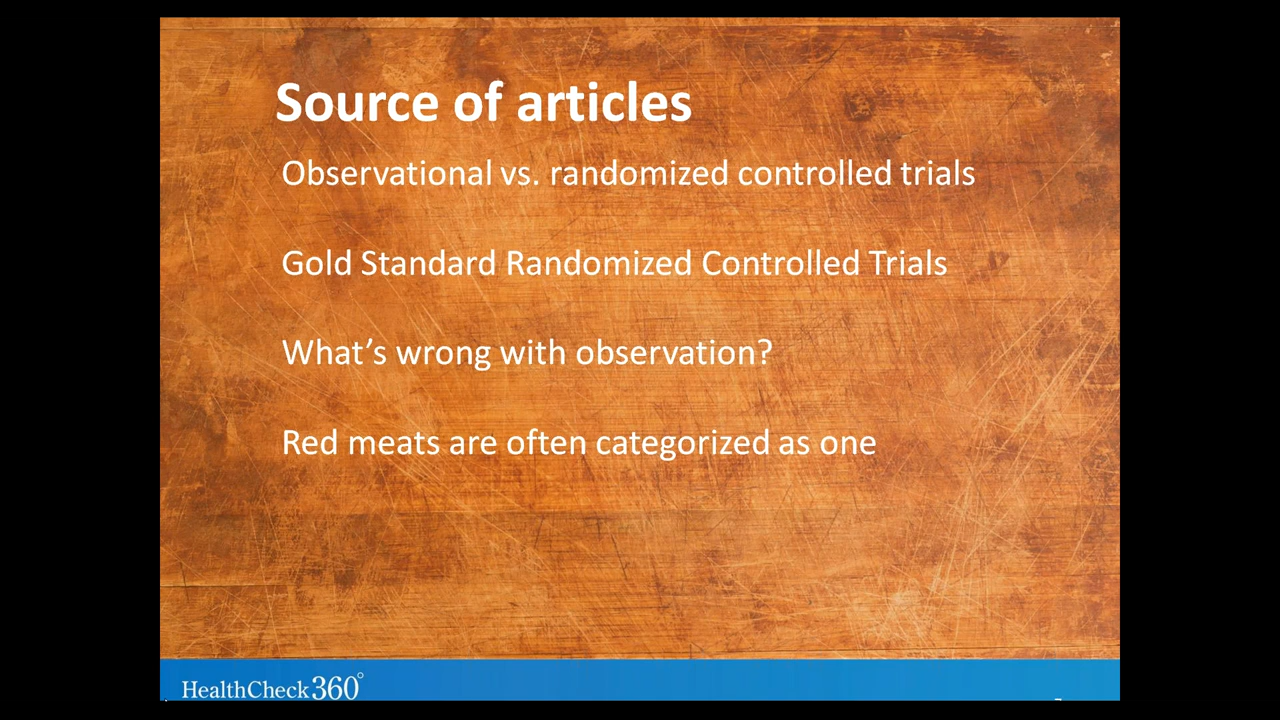 Source of articles
Observational vs. randomized controlled trials
Gold Standard Randomized Controlled Trials
What’s wrong with observation?
Red meats are often categorized as one
HealthCheck360°